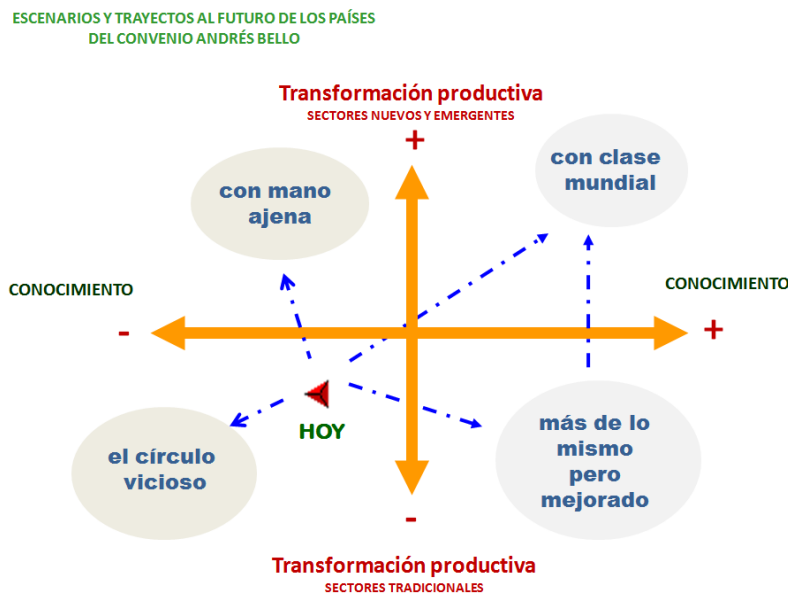 ESCENARIOS Y TRAYECTOS AL FUTURO DE LOS PAÍSES
DEL CONVENIO ANDRÉS BELLO
Transformación productiva
SECTORES NUEVOS Y EMERGENTES
+
con mano
ajena
con clase
mundial
CONOCIMIENTO
-
CONOCIMIENTO
+
HOY
el círculo
vicioso
más de lo
mismo
pero
mejorado
-
Transformación productiva
SECTORES TRADICIONALES